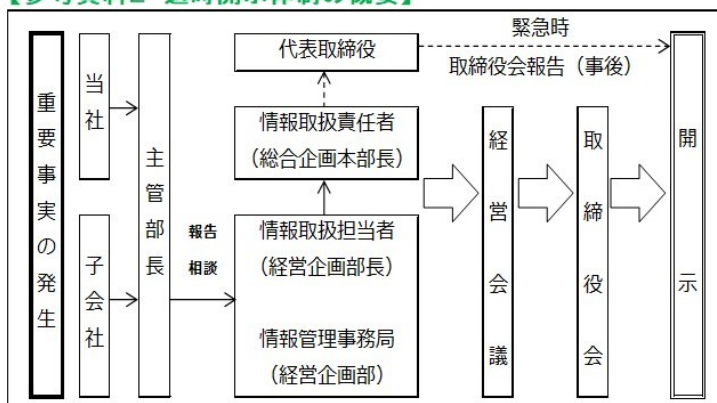 【参考資料2 適時開示体制の概要】
重要事実の発生
当社
子会社
主管部長
報告
相談
代表取締役
情報取扱責任者
（総合企画本部長）
情報取扱担当者
（経営企画部長）
情報管理事務局
（経営企画部）
緊急時
取締役会報告（事後）
経営会議
取締役会
開示